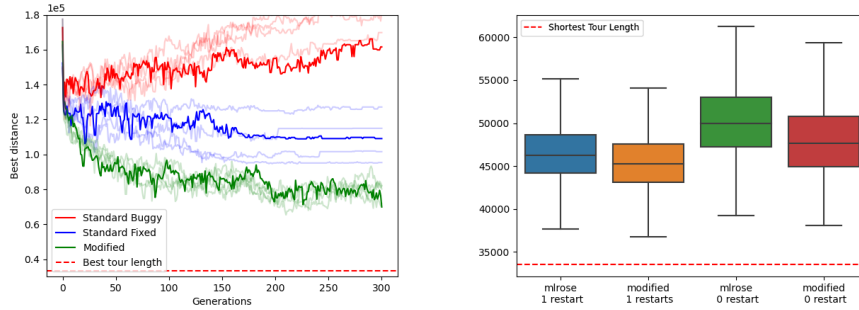 1e5
1.8
1.6
1.4
1.2
1.0
0.8
0.6
0.4
Best distance
Standard Buggy
Standard Fixed
Modified
Best tour length
0 50 100 150 200 250 300
Generations
Shortest Tour Length
60000
55000
50000
45000
40000
35000
mlrose modified mlrose modified
1 restart 1 restarts 0 restart 0 restart